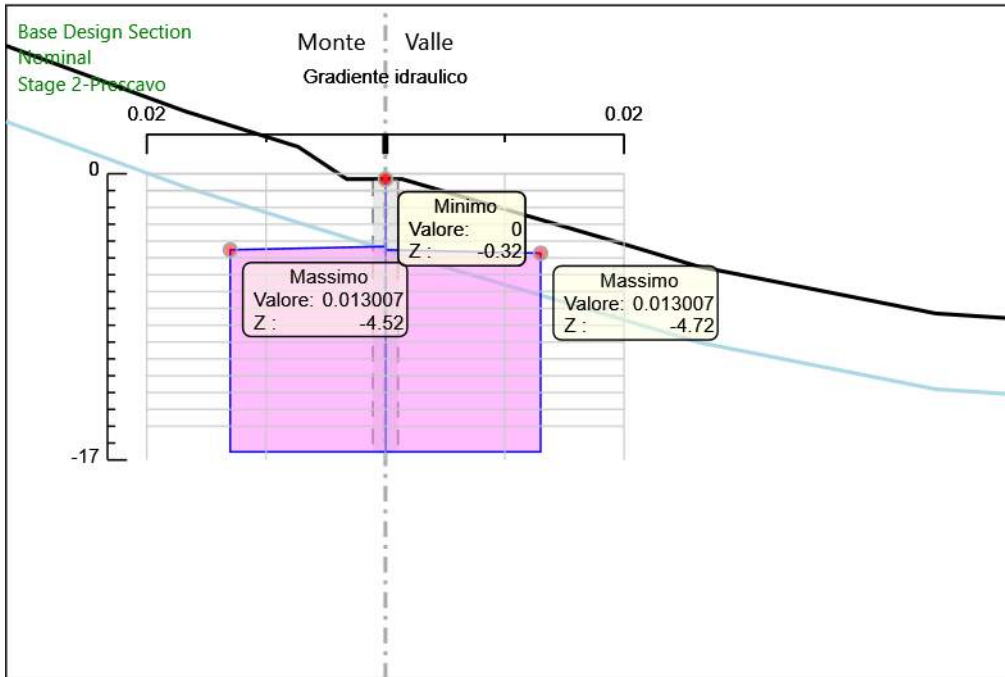 Base Design Section
Nominal
Stage 2-Prescavo
Monte Valle
Gradiente idraulico
0.02 0.02
0
Minimo
Valore: 0
Z : -0.32
Massimo
Valore: 0.013007
Z : -4.52
Massimo
Valore: 0.013007
Z : -4.72
-17